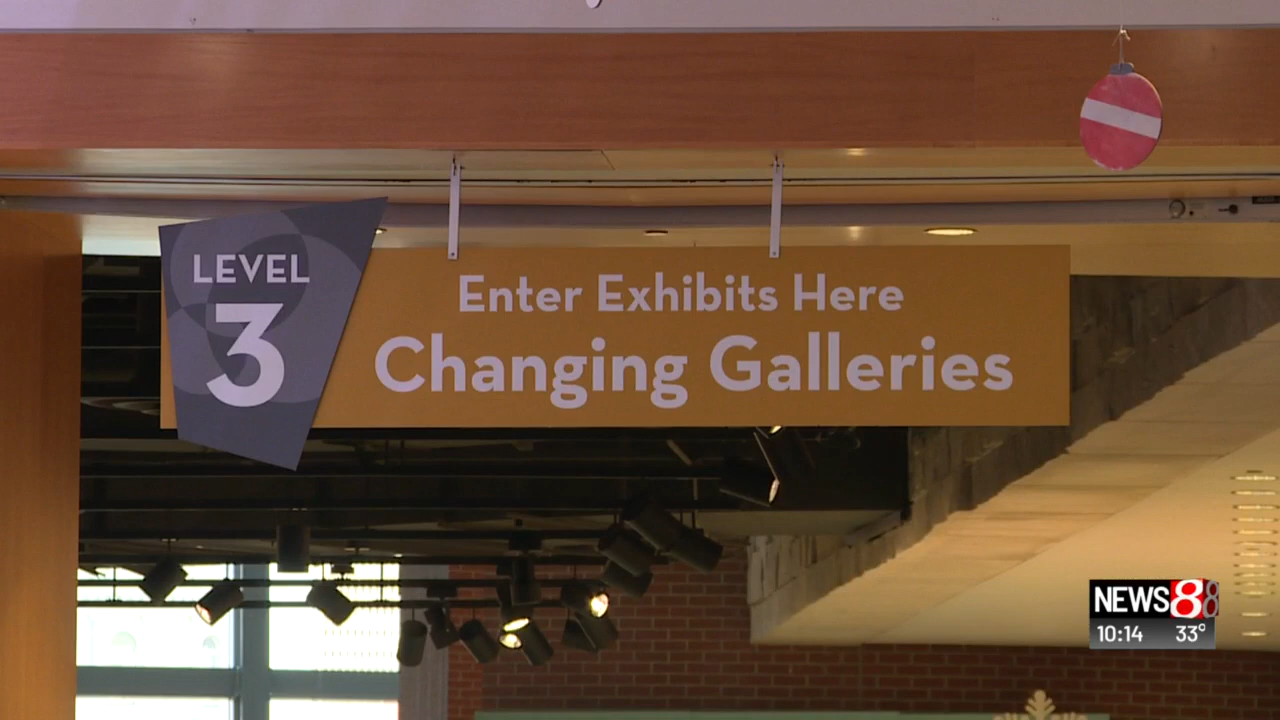 LEVEL
3
Enter Exhibits Here
Changing Galleries
NEWS 8
10:14 33°